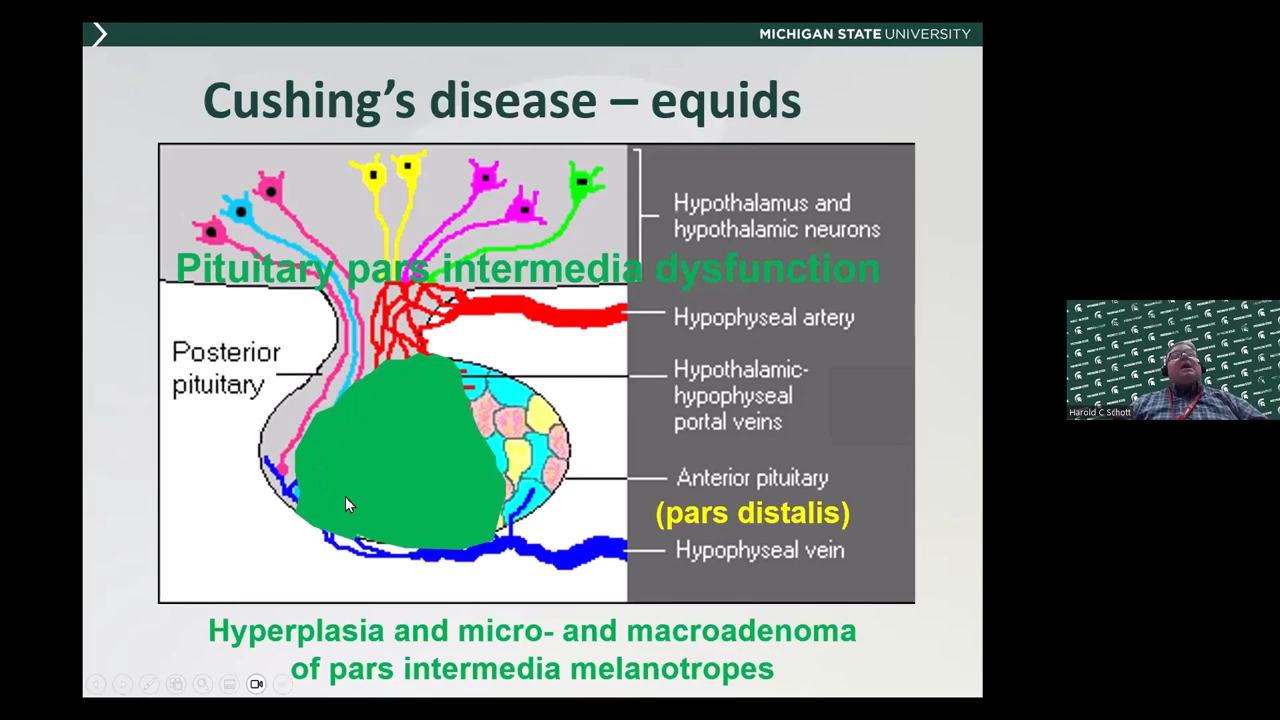 MICHIGAN STATE UNIVERSITY
Cushing's disease – equids
Hypothalamus and
hypothalamic neurons
Pituitary pars intermedia dysfunction
Hypophyseal artery
Posterior
pituitary
Hypothalamic-
hypophyseal
portal veins
Anterior pituitary
(pars distalis)
Hypophyseal vein
Hyperplasia and micro- and macroadenoma
of pars intermedia melanotropes
Harold C Schott